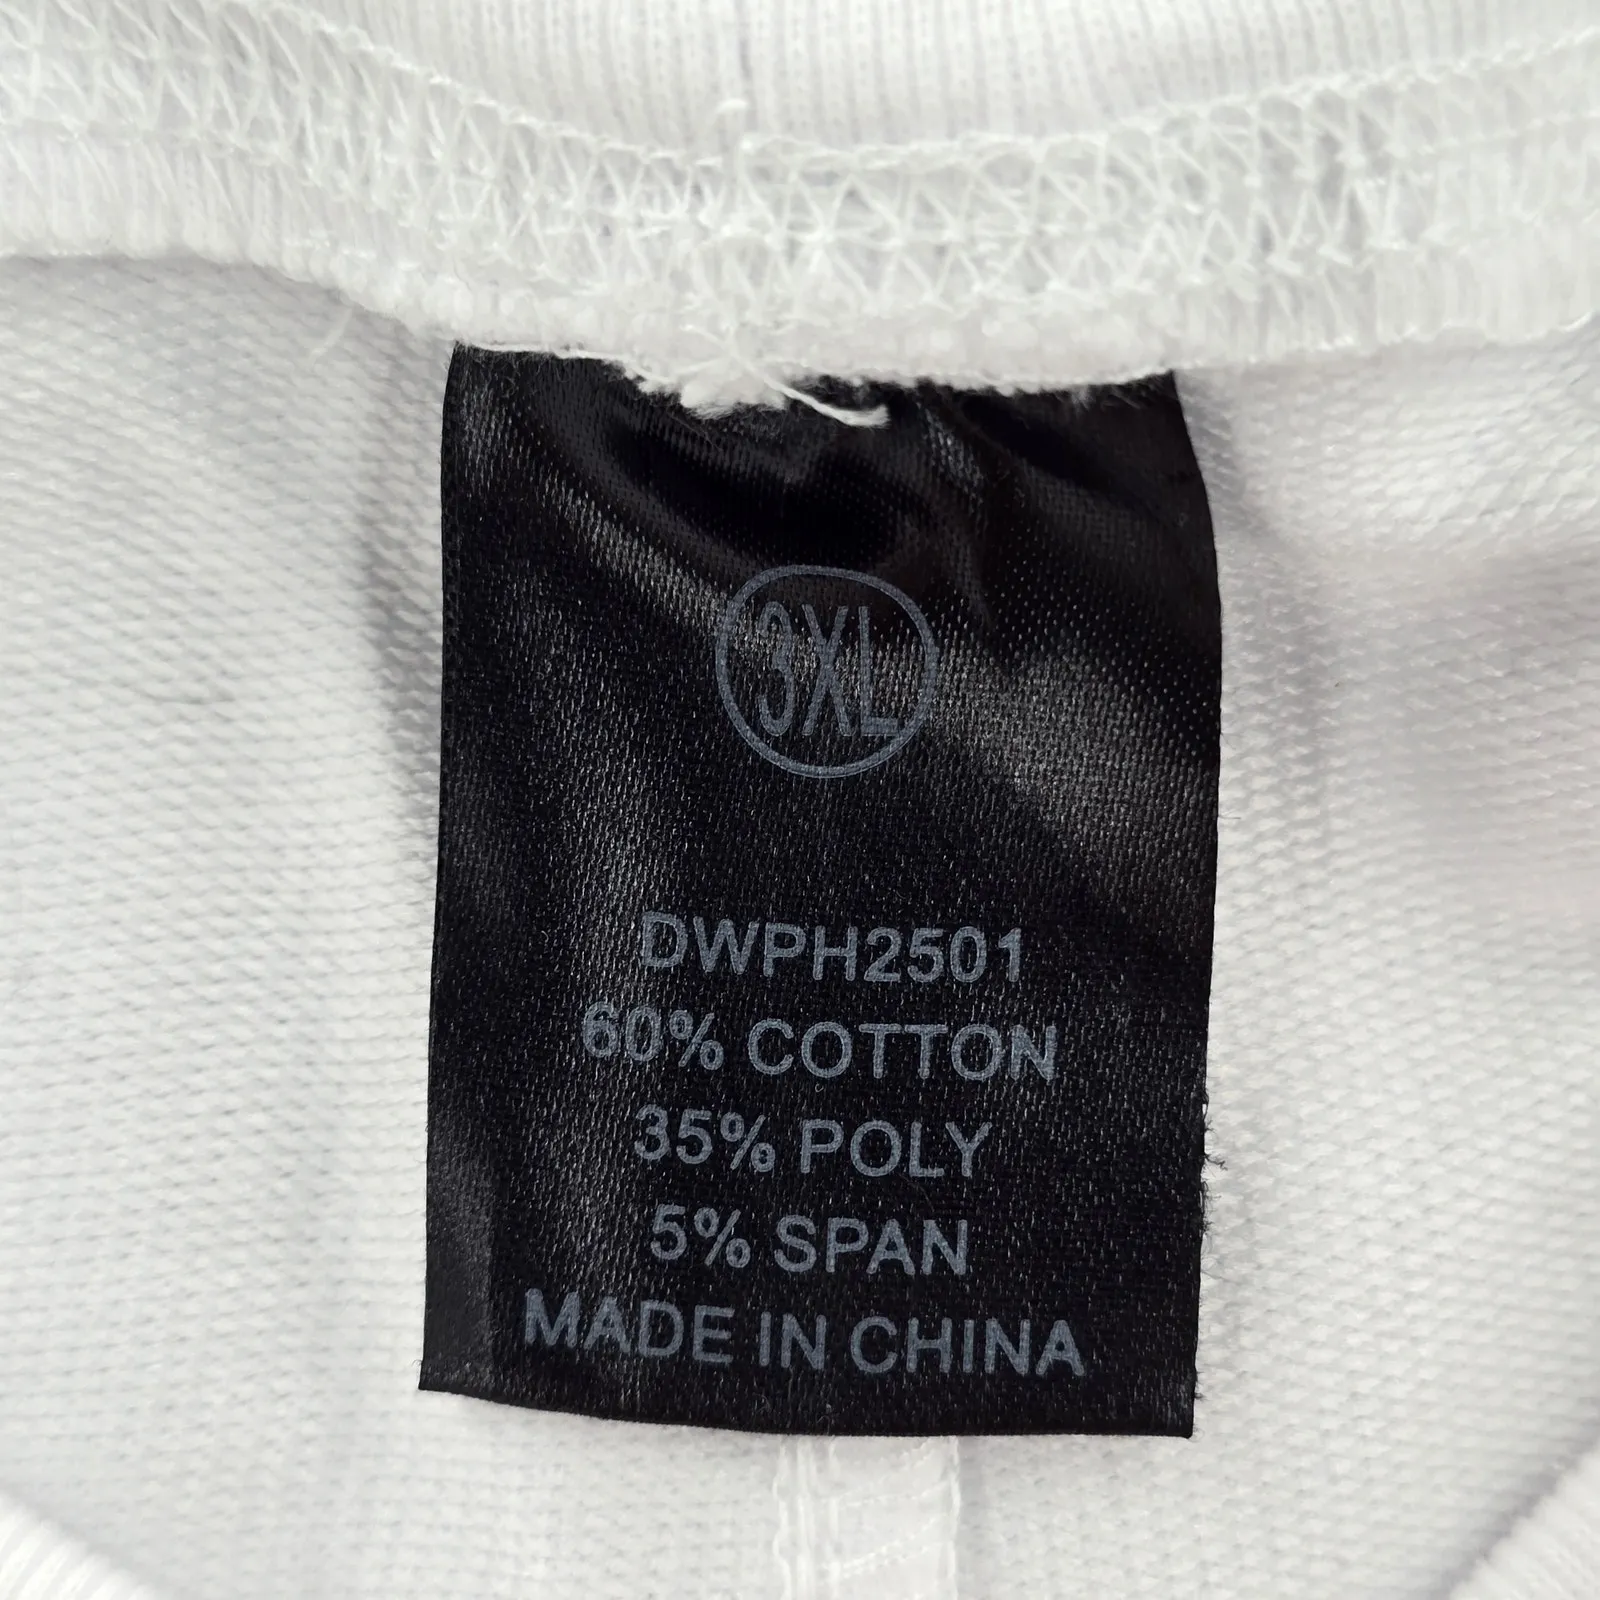 3XL
DWPH2501
60% COTTON
35% POLY
5% SPAN
MADE IN CHINA